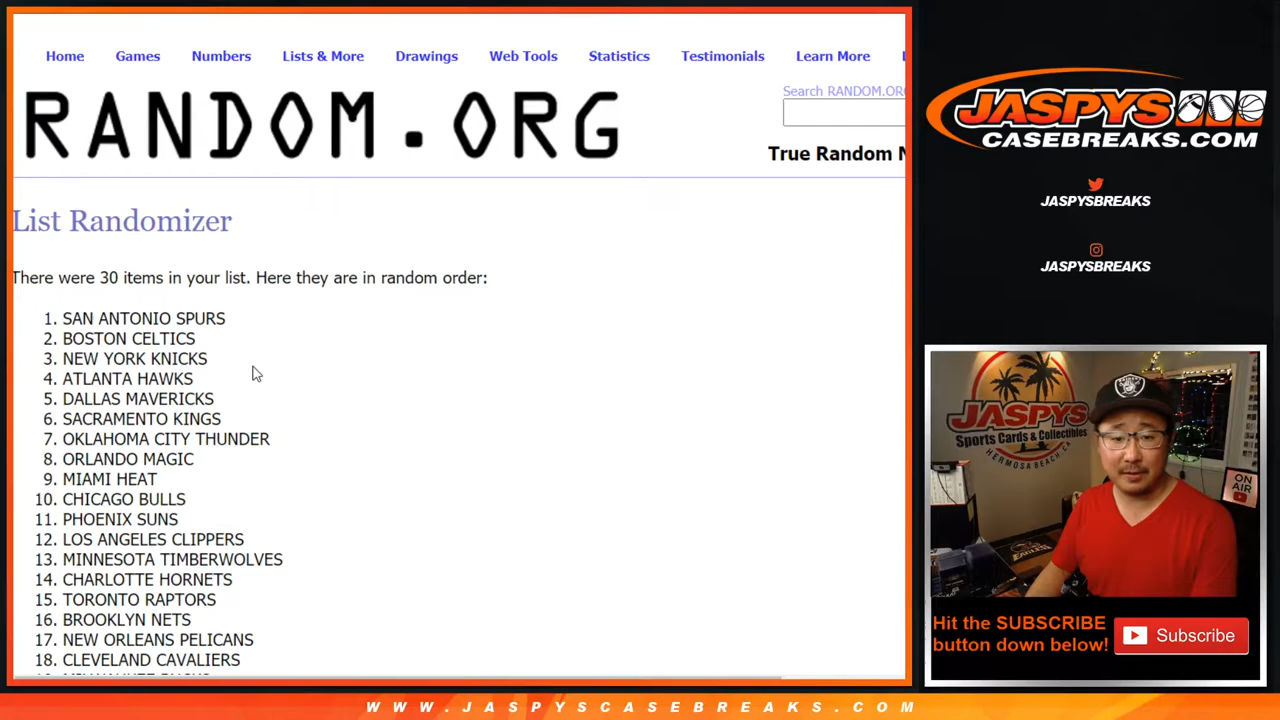 Home Games Numbers Lists & More Drawings Web Tools Statistics Testimonials Learn More
Search RANDOM.ORG
RANDOM.ORG
True Random N
List Randomizer
There were 30 items in your list. Here they are in random order:
1. SAN ANTONIO SPURS
2. BOSTON CELTICS
3. NEW YORK KNICKS
4. ATLANTA HAWKS
5. DALLAS MAVERICKS
6. SACRAMENTO KINGS
7. OKLAHOMA CITY THUNDER
8. ORLANDO MAGIC
9. MIAMI HEAT
10. CHICAGO BULLS
11. PHOENIX SUNS
12. LOS ANGELES CLIPPERS
13. MINNESOTA TIMBERWOLVES
14. CHARLOTTE HORNETS
15. TORONTO RAPTORS
16. BROOKLYN NETS
17. NEW ORLEANS PELICANS
18. CLEVELAND CAVALIERS
JASPYS
CASEBREAKS.COM
JASPYSBREAKS
JASPYSBREAKS
JASPYS
Sports Cards & Collectibles
HERMOSA BEACH, CA
ON
AIR
EAGLES
Hit the SUBSCRIBE
button down below!
Subscribe
WWW.JASPYSCASEBREAKS.COM